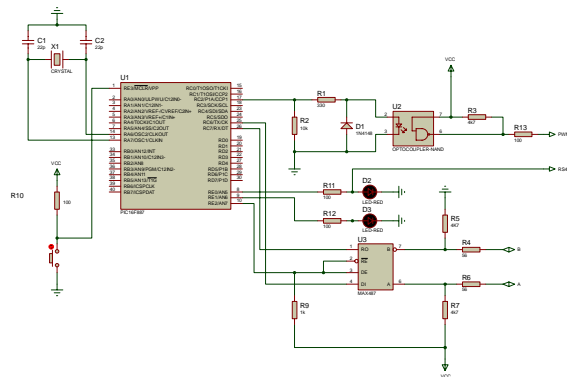 C1
22p
X1
CRYSTAL
C2
22p
U1
RE3/MCLR/VPP
RA0/AN0/ULPWU/C12IN0-
RA1/AN1/C12IN1-
RC0/T1OSO/T1CKI
RC1/T1OSI/CCP2
RC2/P1A/CCP1
RC3/SCK/SCL
RC4/SDI/SDA
RC5/SDO
RC6/TX/CK
RC7/RX/DT
RA3/AN3/VREF+/C1IN+
RA4/T0CKI/C1OUT
RA5/AN4/SS/C2OUT
RA6/OSC2/CLKOUT
RA7/OSC1/CLKIN
RB0/AN12/INT
RB1/AN10/C12IN3-
RB2/AN8
RB3/AN9/PGM/C12IN2-
RB4/AN11
RB5/AN13/T1G
RB6/ICSPCLK
RB7/ICSPDAT
RD0
RD1
RD2
RD3
RD4
RD5/P1B
RD6/P1C
RD7/P1D
RE0/AN5
RE1/AN6
RE2/AN7
PIC16F887
VCC
R10
100
R1
330
R2
10k
D1
1N4148
U2
OPTOCOUPLER-NAND
VCC
R3
4k7
R13
100
PW
RS4
R11
100
D2
LED-RED
R12
100
D3
LED-RED
U3
RO
RE
DE
DI
B
A
MAX487
R5
4K7
R4
56
B
R6
56
A
R7
4k7
R9
1k
VCC